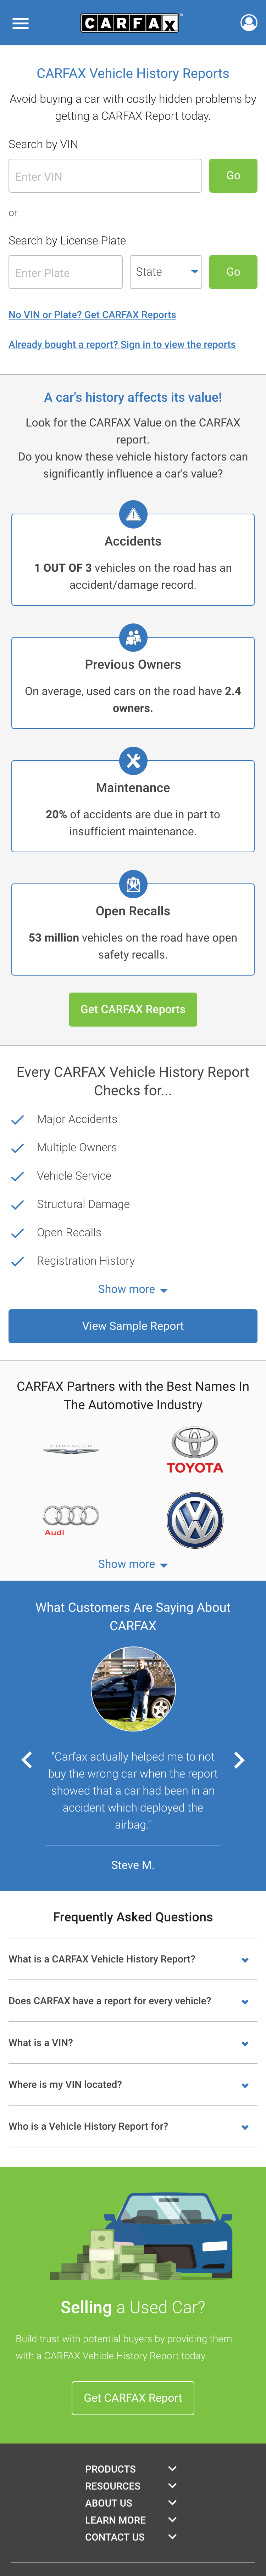 CARFAX
CARFAX Vehicle History Reports
Avoid buying a car with costly hidden problems by
getting a CARFAX Report today.
Search by VIN
Enter VIN
Go
or
Search by License Plate
Enter Plate
State
Go
No VIN or Plate? Get CARFAX Reports
Already bought a report? Sign in to view the reports
A car's history affects its value!
Look for the CARFAX Value on the CARFAX
report.
Do you know these vehicle history factors can
significantly influence a car's value?
Accidents
1 OUT OF 3 vehicles on the road has an
accident/damage record.
Previous Owners
On average, used cars on the road have 2.4
owners.
Maintenance
20% of accidents are due in part to
insufficient maintenance.
Open Recalls
53 million vehicles on the road have open
safety recalls.
Get CARFAX Reports
Every CARFAX Vehicle History Report
Checks for...
Major Accidents
Multiple Owners
Vehicle Service
Structural Damage
Open Recalls
Registration History
Show more
View Sample Report
CARFAX Partners with the Best Names In
The Automotive Industry
CHRYSLER
TOYOTA
Audi
Show more
What Customers Are Saying About
CARFAX
"Carfax actually helped me to not
buy the wrong car when the report
showed that a car had been in an
accident which deployed the
airbag."
Steve M.
Frequently Asked Questions
What is a CARFAX Vehicle History Report?
Does CARFAX have a report for every vehicle?
What is a VIN?
Where is my VIN located?
Who is a Vehicle History Report for?
Selling a Used Car?
Build trust with potential buyers by providing them
with a CARFAX Vehicle History Report today.
Get CARFAX Report
PRODUCTS
RESOURCES
ABOUT US
LEARN MORE
CONTACT US